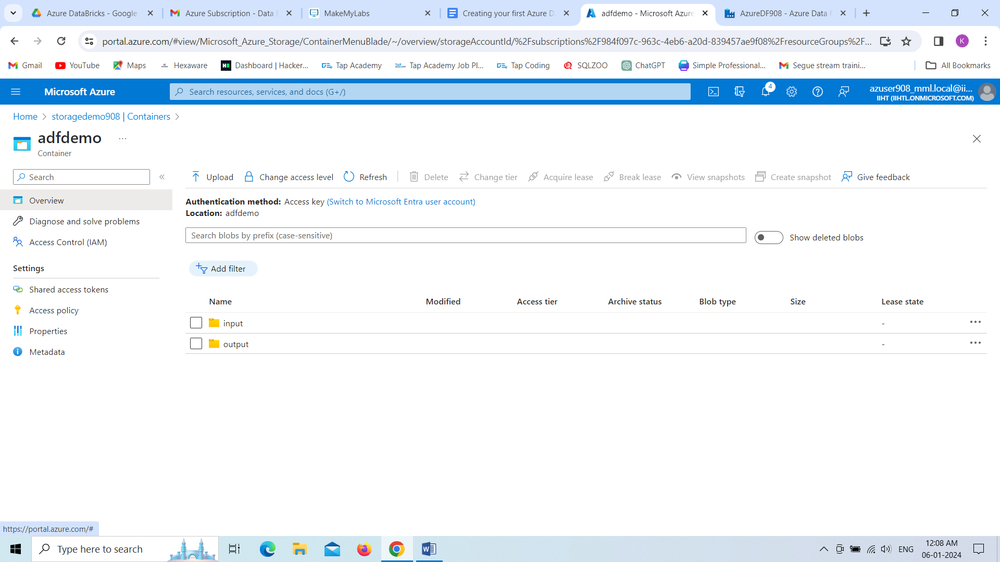 Azure DataBricks - Google
Azure Subscription - Data
MakeMyLabs
Creating your first Azure D
adfdemo - Microsoft Azure
AzureDF908 - Azure Data F
portal.azure.com/#view/Microsoft_Azure_Storage/ContainerMenuBlade/~/overview/storageAccountId/%2Fsubscriptions%2F984f097c-963c-4eb6-a20d-839457ae9f08%2FresourceGroups%2F...
K
Gmail
YouTube
Maps
Hexaware
Dashboard | Hacker...
Tap Academy
Tap Academy Job Pl...
Tap Coding
SQLZOO
ChatGPT
Simple Professional...
Segue stream traini...
All Bookmarks
Microsoft Azure
Search resources, services, and docs (G+/)
4
azuser908_mml.local@ii...
IIHT (IIHTL.ONMICROSOFT.COM)
Home > storagedemo908 | Containers >
adfdemo ...
Container
Search
«
Upload
Change access level
Refresh
Delete
Change tier
Acquire lease
Break lease
View snapshots
Create snapshot
Give feedback
Overview
Diagnose and solve problems
Access Control (IAM)
Settings
Shared access tokens
Access policy
Properties
Metadata
Authentication method: Access key (Switch to Microsoft Entra user account)
Location: adfdemo
Search blobs by prefix (case-sensitive)
Show deleted blobs
Add filter
Name Modified Access tier Archive status Blob type Size Lease state
input - ...
output - ...
https://portal.azure.com/#
Type here to search
ENG
12:08 AM
06-01-2024